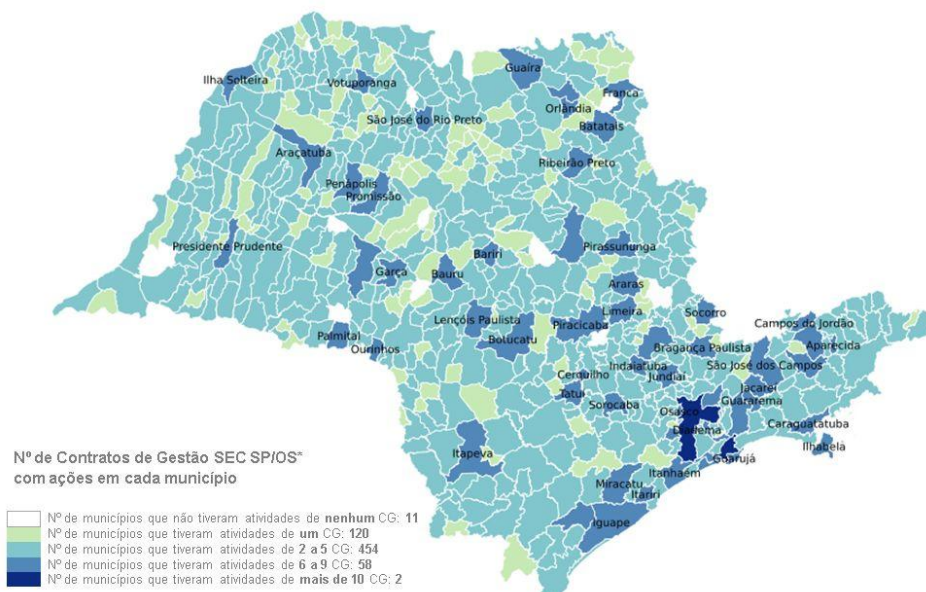 Guaíra
Ilha Solteira
Votuporanga
Franca
Orlândia
São José do Rio Preto
Batatais
Araçatuba
Ribeirão Preto
Penápolis
Promissão
Presidente Prudente
Pirassununga
Bariri
Garça
Bauru
Araras
Limeira
Socorro
Lençóis Paulista
Piracicaba
Campos do Jordão
Palmital
Botucatu
Bragança Paulista
Aparecida
Ourinhos
Indaiatuba
São José dos Campos
Cerquilho
Jundiaí
Jacareí
Tatuí
Guararema
Sorocaba
Osasco
Caraguatatuba
Diadema
Ilhabela
Itapeva
Guarujá
Itanhaém
Miracatu
Itariri
Iguape
Nº de Contratos de Gestão SEC SP/OS*
com ações em cada município
Nº de municípios que não tiveram atividades de nenhum CG: 11
Nº de municípios que tiveram atividades de um CG: 120
Nº de municípios que tiveram atividades de 2 a 5 CG: 454
Nº de municípios que tiveram atividades de 6 a 9 CG: 58
Nº de municípios que tiveram atividades de mais de 10 CG: 2